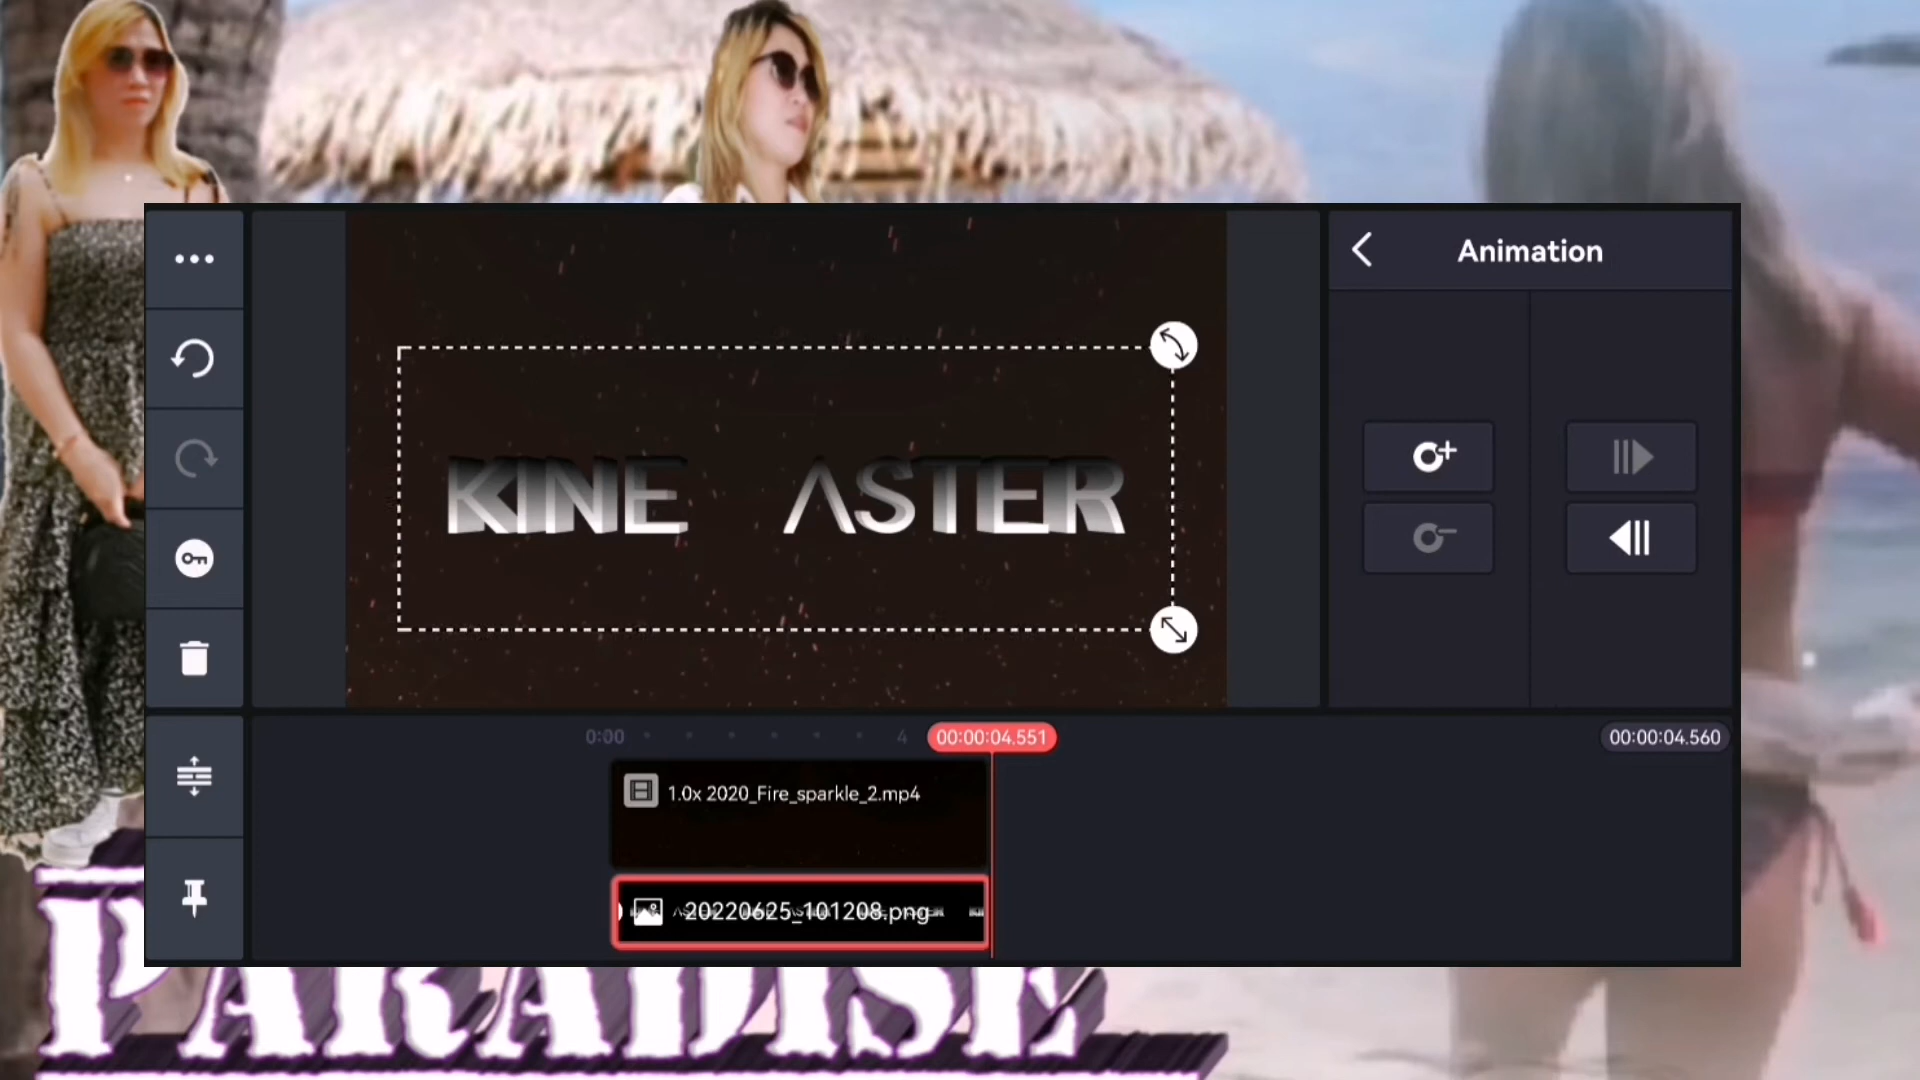 Animation
KINE ASTER
0:00 4 00:00:04.551 00:00:04.560
1.0x 2020_Fire_sparkle_2.mp4
20220625_101208.png
PARADISE